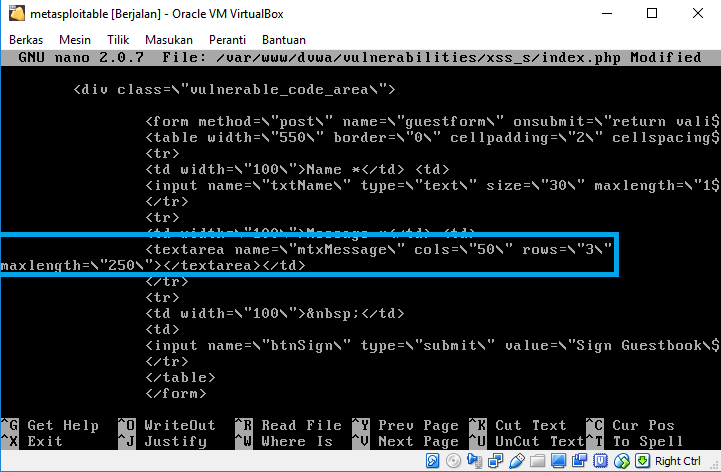 metasploitable [Berjalan] - Oracle VM VirtualBox
Berkas Mesin Tilik Masukan Peranti Bantuan
GNU nano 2.0.7 File: /var/www/dvwa/vulnerabilities/xss_s/index.php Modified
<div class=\"vulnerable_code_area\">
<form method=\"post\" name=\"guestform\" onsubmit=\"return vali$
<table width=\"550\" border=\"0\" cellpadding=\"2\" cellspacing$
<tr>
<td width=\"100\">Name *</td> <td>
<input name=\"txtName\" type=\"text\" size=\"30\" maxlength=\"1$
</tr>
<tr>
<td width=\"100\">Message *</td> <td>
<textarea name=\"mtxMessage\" cols=\"50\" rows=\"3\"
maxlength=\"250\"></textarea></td>
</tr>
<tr>
<td width=\"100\">&nbsp;</td>
<td>
<input name=\"btnSign\" type=\"submit\" value=\"Sign Guestbook\$
</tr>
</table>
</form>
^G Get Help ^O WriteOut ^R Read File ^Y Prev Page ^K Cut Text ^C Cur Pos
^X Exit ^J Justify ^W Where Is ^V Next Page ^U UnCut Text ^T To Spell
Right Ctrl